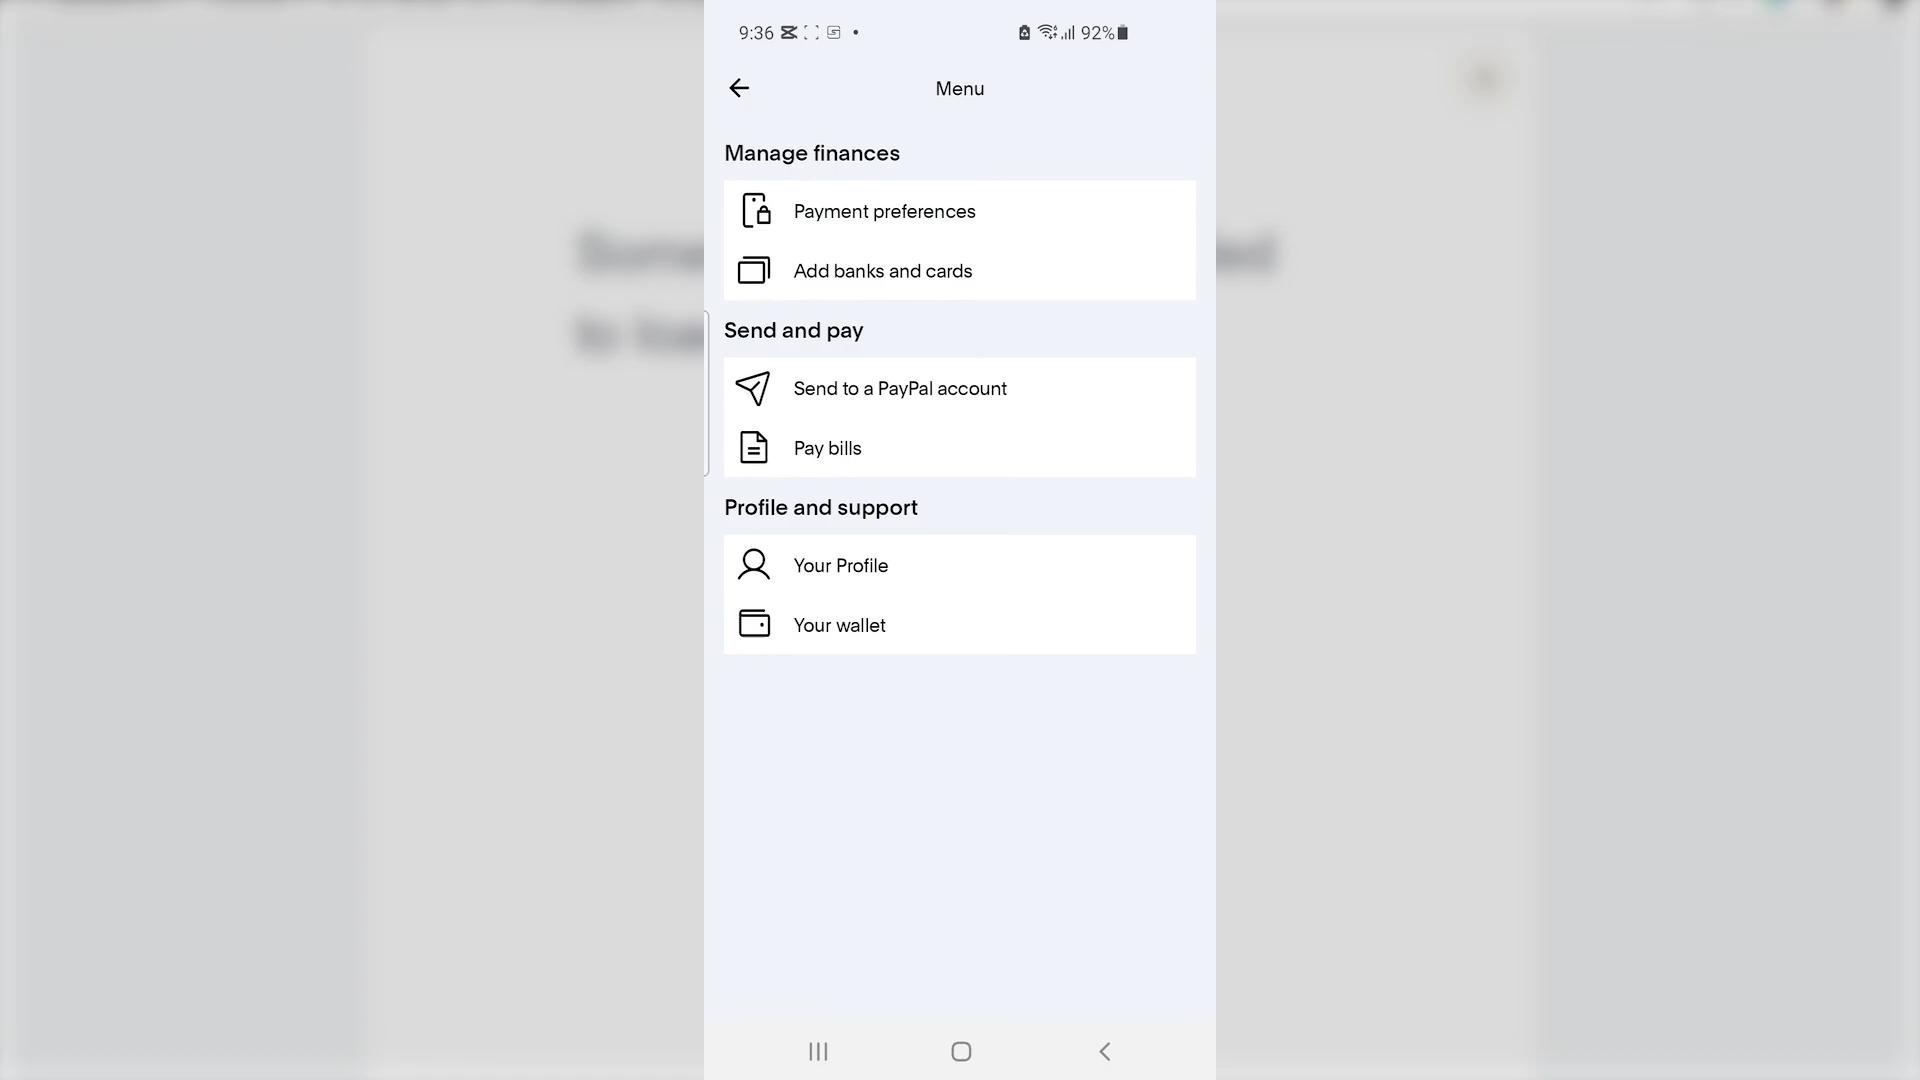 9:36 92%
Menu
Manage finances
Payment preferences
Add banks and cards
Send and pay
Send to a PayPal account
Pay bills
Profile and support
Your Profile
Your wallet